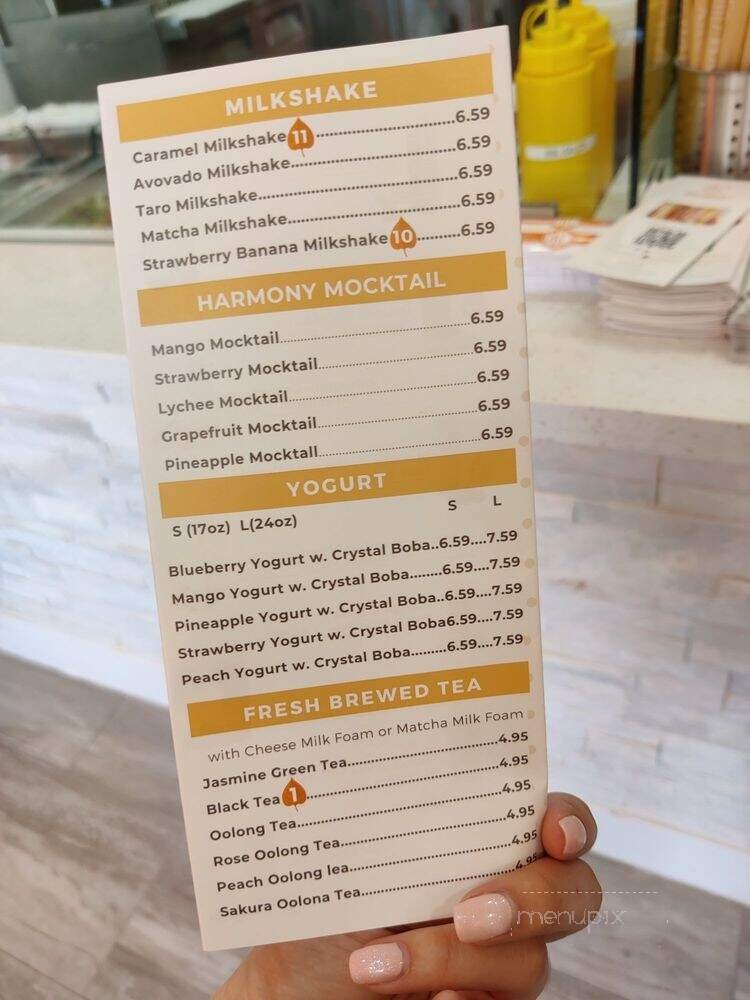 MILKSHAKE
Caramel Milkshake 11 ........6.59
Avovado Milkshake........6.59
Taro Milkshake........6.59
Matcha Milkshake........6.59
Strawberry Banana Milkshake 10 ........6.59
HARMONY MOCKTAIL
Mango Mocktail........6.59
Strawberry Mocktail........6.59
Lychee Mocktail........6.59
Grapefruit Mocktail........6.59
Pineapple Mocktall........6.59
YOGURT
S (17oz) L(24oz) S L
Blueberry Yogurt w. Crystal Boba..6.59....7.59
Mango Yogurt w. Crystal Boba........6.59....7.59
Pineapple Yogurt w. Crystal Boba..6.59....7.59
Strawberry Yogurt w. Crystal Boba6.59....7.59
Peach Yogurt w. Crystal Boba.........6.59....7.59
FRESH BREWED TEA
with Cheese Milk Foam or Matcha Milk Foam
Jasmine Green Tea........4.95
Black Tea 1 ........4.95
Oolong Tea........4.95
Rose Oolong Tea........4.95
Peach Oolong lea........4.95
Sakura Oolona Tea........4.95
menupix